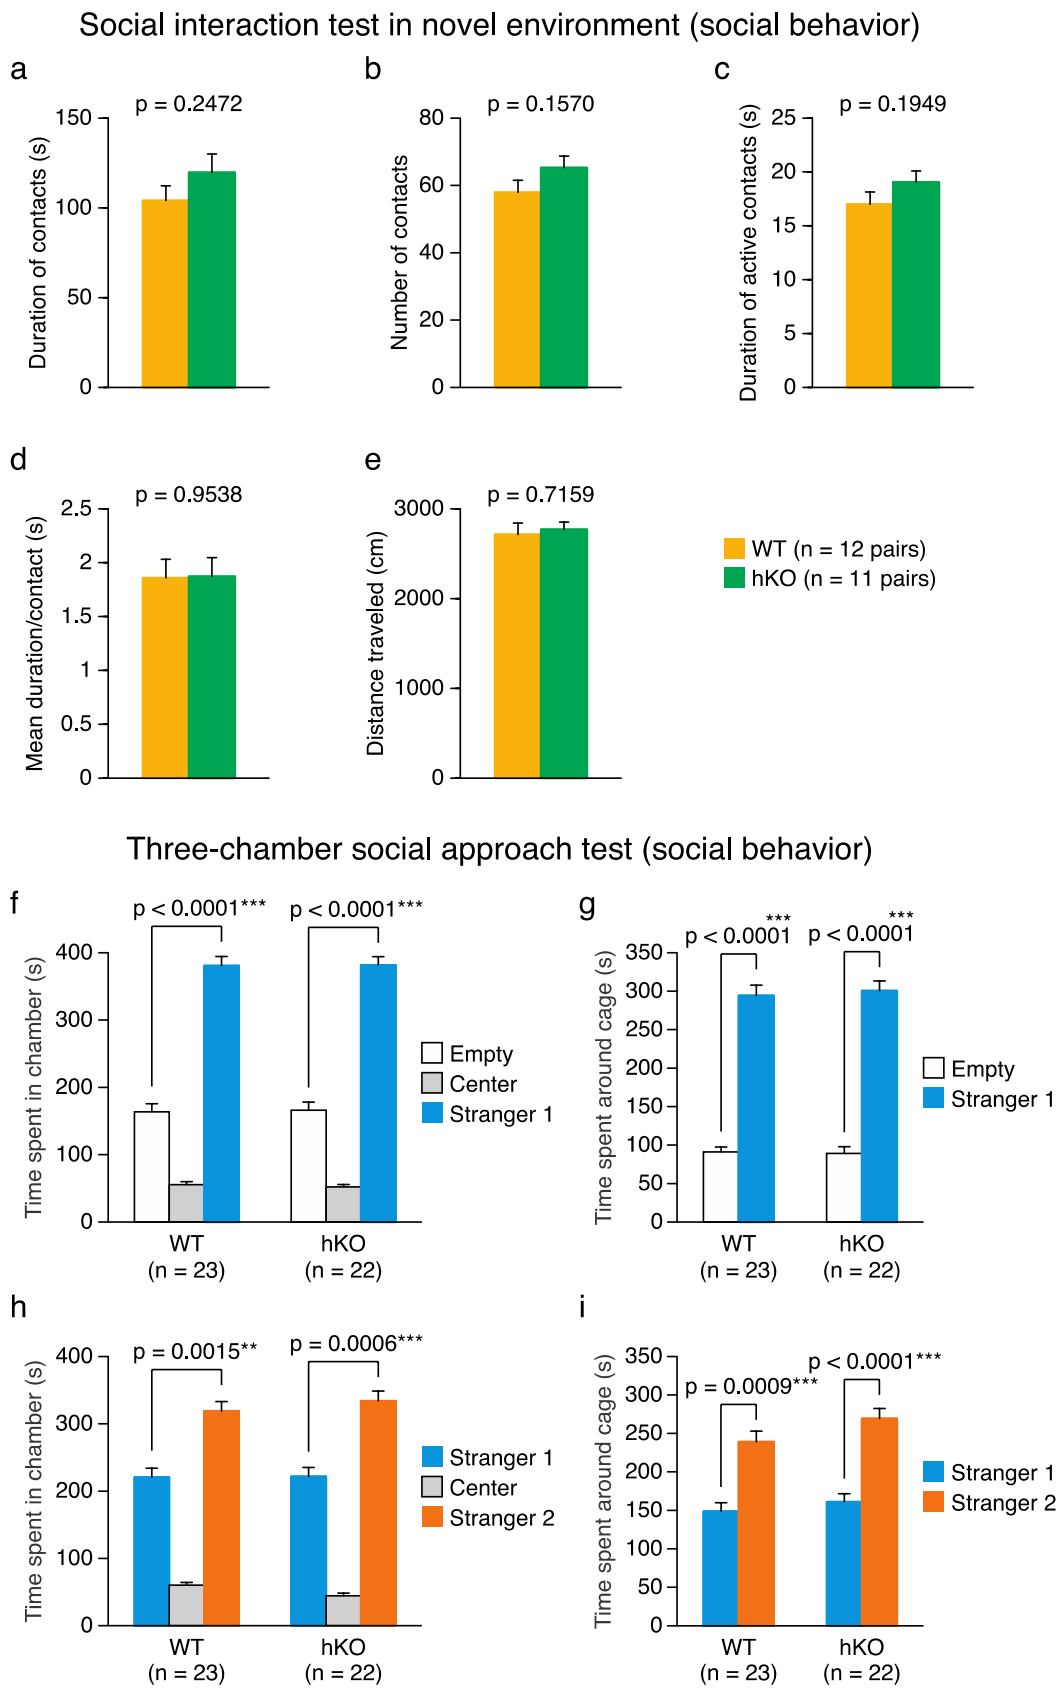 Social interaction test in novel environment (social behavior)
a
p = 0.2472
Duration of contacts (s)
150
100
50
0
b
p = 0.1570
Number of contacts
80
60
40
20
0
c
p = 0.1949
Duration of active contacts (s)
25
20
15
10
5
0
d
p = 0.9538
Mean duration/contact (s)
2.5
2
1.5
1
0.5
0
e
p = 0.7159
Distance traveled (cm)
3000
2000
1000
0
WT (n = 12 pairs)
hKO (n = 11 pairs)
Three-chamber social approach test (social behavior)
f
p < 0.0001***
p < 0.0001***
Time spent in chamber (s)
400
300
200
100
0
WT
(n = 23)
hKO
(n = 22)
Empty
Center
Stranger 1
g
***
p < 0.0001
***
p < 0.0001
Time spent around cage (s)
350
300
250
200
150
100
50
0
WT
(n = 23)
hKO
(n = 22)
Empty
Stranger 1
h
p = 0.0015**
p = 0.0006***
Time spent in chamber (s)
400
300
200
100
0
WT
(n = 23)
hKO
(n = 22)
Stranger 1
Center
Stranger 2
i
p = 0.0009***
p < 0.0001***
Time spent around cage (s)
350
300
250
200
150
100
50
0
WT
(n = 23)
hKO
(n = 22)
Stranger 1
Stranger 2